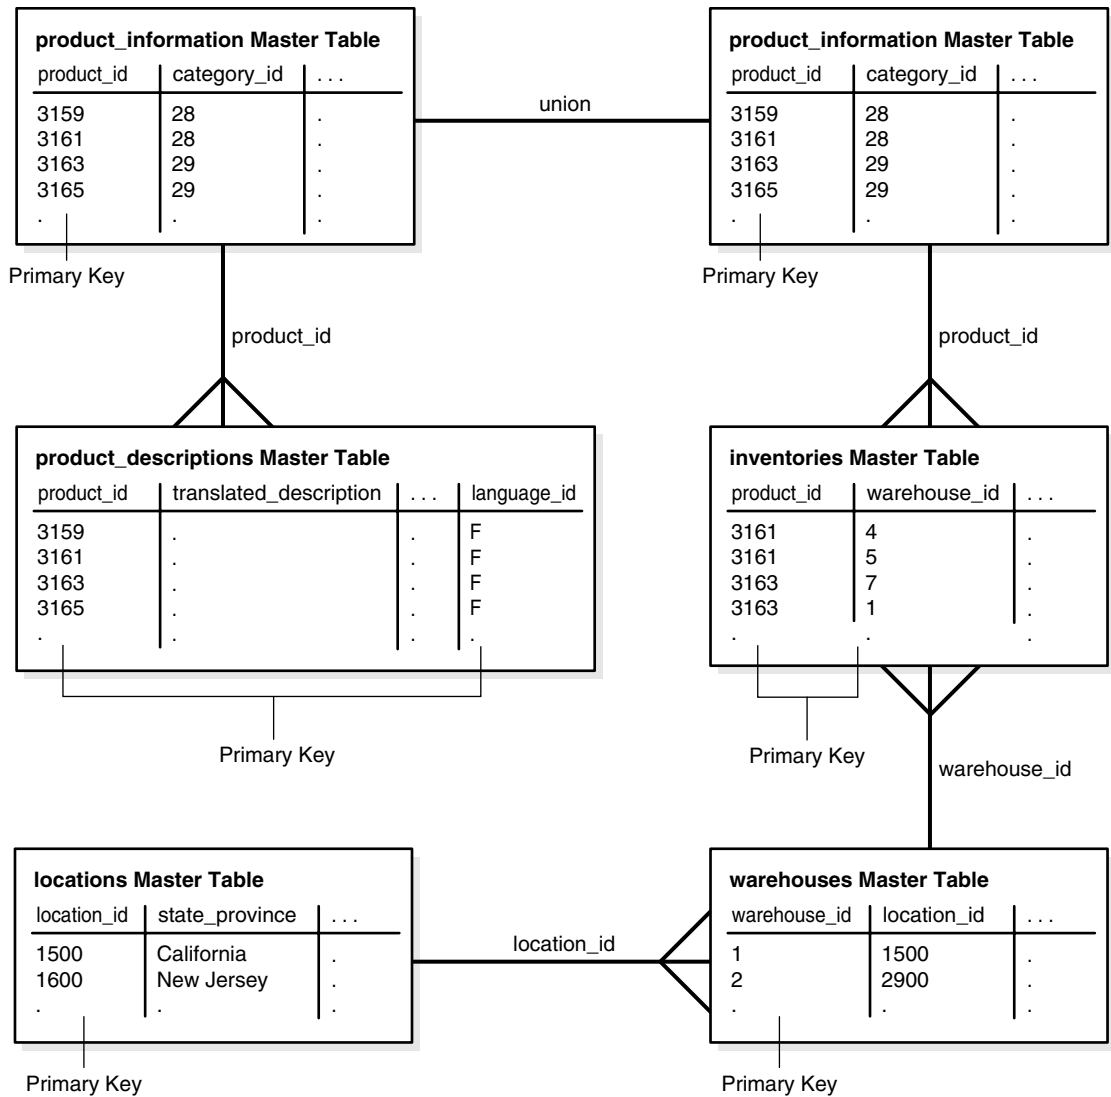 product_information Master Table
product_id category_id ...
3159 28 .
3161 28 .
3163 29 .
3165 29 .
. . .
Primary Key
union
product_information Master Table
product_id category_id ...
3159 28 .
3161 28 .
3163 29 .
3165 29 .
. . .
Primary Key
product_id
product_id
product_descriptions Master Table
product_id translated_description ... language_id
3159 . . F
3161 . . F
3163 . . F
3165 . . F
. . . .
Primary Key
inventories Master Table
product_id warehouse_id ...
3161 4 .
3161 5 .
3163 7 .
3163 1 .
. . .
Primary Key
warehouse_id
locations Master Table
location_id state_province ...
1500 California .
1600 New Jersey .
. . .
Primary Key
location_id
warehouses Master Table
warehouse_id location_id ...
1 1500 .
2 2900 .
. . .
Primary Key